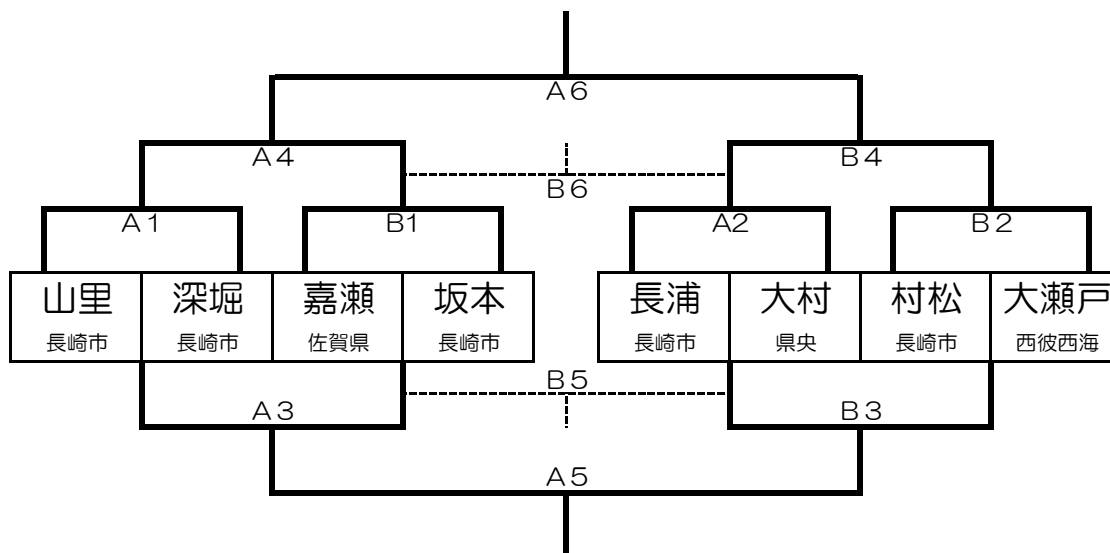 A6
A4 B4
B6
A1 B1 A2 B2
山里 深堀 嘉瀬 坂本 長浦 大村 村松 大瀬戸
長崎市 長崎市 佐賀県 長崎市 長崎市 県央 長崎市 西彼西海
B5
A3 B3
A5